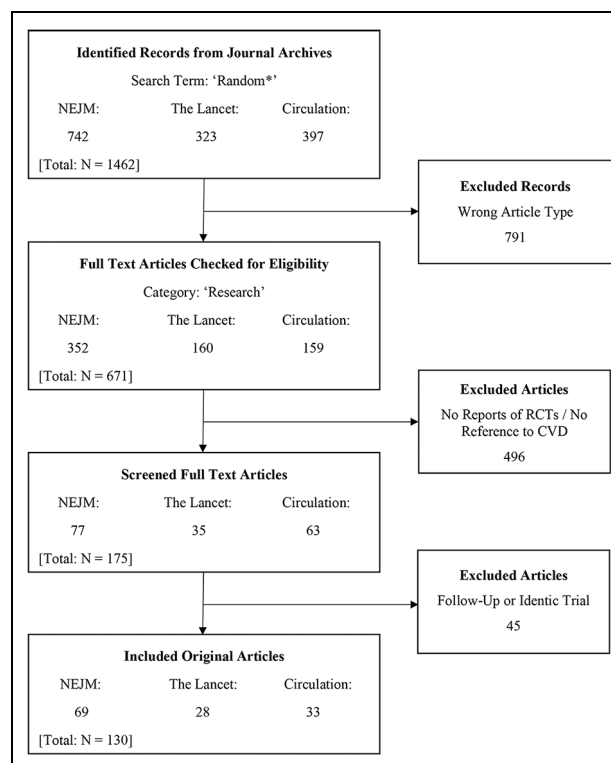 Identified Records from Journal Archives
Search Term: ‘Random*’
NEJM: The Lancet: Circulation:
742 323 397
[Total: N = 1462]
Excluded Records
Wrong Article Type
791
Full Text Articles Checked for Eligibility
Category: ‘Research’
NEJM: The Lancet: Circulation:
352 160 159
[Total: N = 671]
Excluded Articles
No Reports of RCTs / No
Reference to CVD
496
Screened Full Text Articles
NEJM: The Lancet: Circulation:
77 35 63
[Total: N = 175]
Excluded Articles
Follow-Up or Identic Trial
45
Included Original Articles
NEJM: The Lancet: Circulation:
69 28 33
[Total: N = 130]